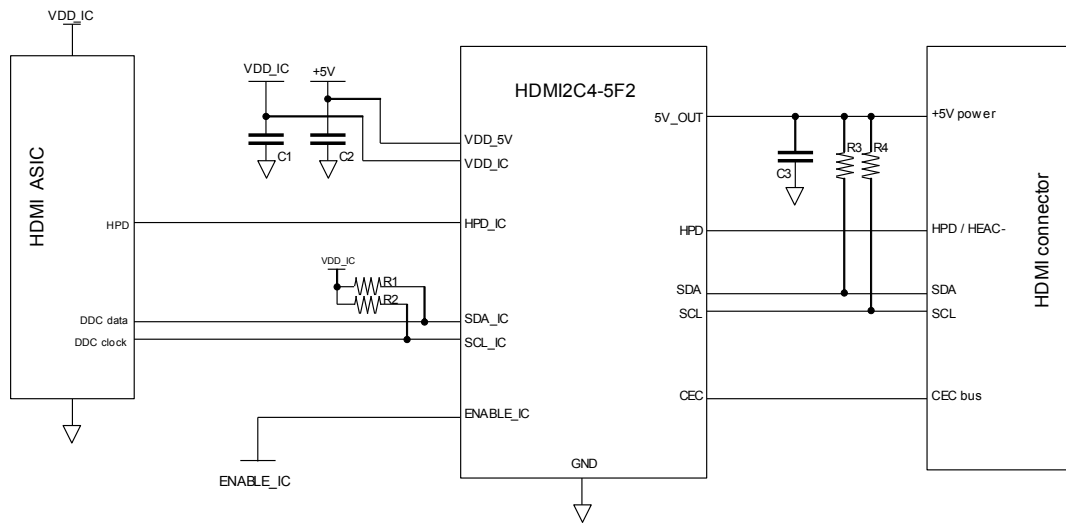 VDD_IC
HDMI ASIC
HPD
DDC data
DDC clock
VDD_IC
+5V
C1
C2
VDD_IC
R1
R2
ENABLE_IC
HDMI2C4-5F2
VDD_5V
VDD_IC
HPD_IC
SDA_IC
SCL_IC
ENABLE_IC
GND
5V_OUT
HPD
SDA
SCL
CEC
C3
R3
R4
+5V power
HPD / HEAC-
SDA
SCL
CEC bus
HDMI connector